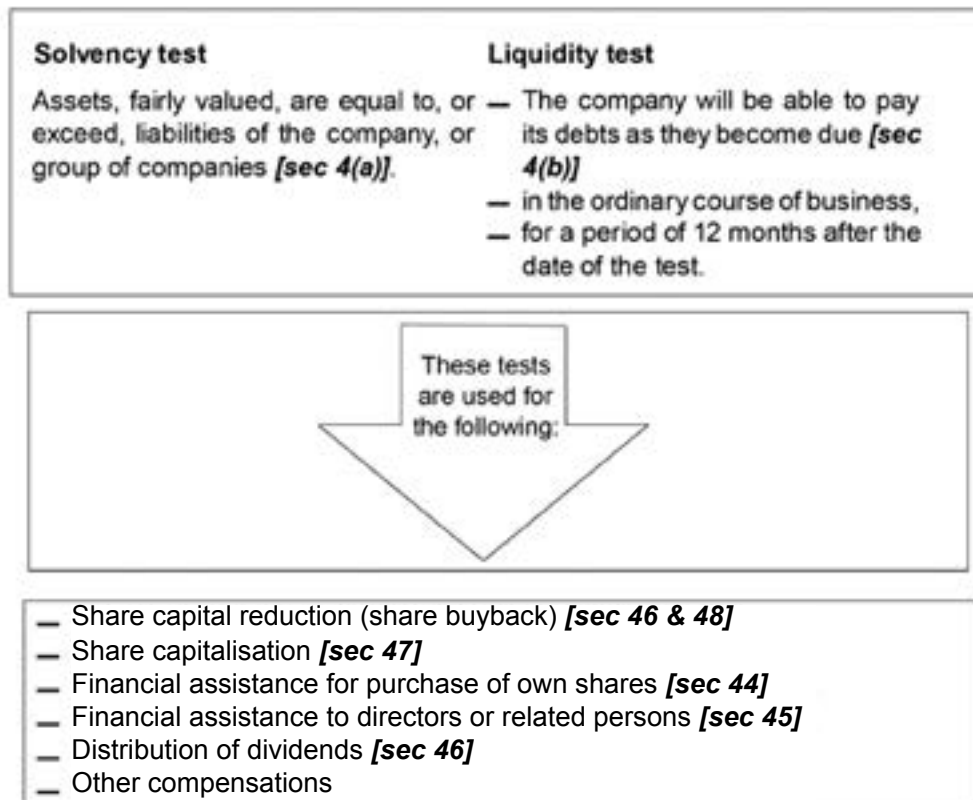 Solvency test
Assets, fairly valued, are equal to, or
exceed, liabilities of the company, or
group of companies [sec 4(a)].
Liquidity test
— The company will be able to pay
its debts as they become due [sec
4(b)]
— in the ordinary course of business,
— for a period of 12 months after the
date of the test.
These tests
are used for
the following:
— Share capital reduction (share buyback) [sec 46 & 48]
— Share capitalisation [sec 47]
— Financial assistance for purchase of own shares [sec 44]
— Financial assistance to directors or related persons [sec 45]
— Distribution of dividends [sec 46]
— Other compensations